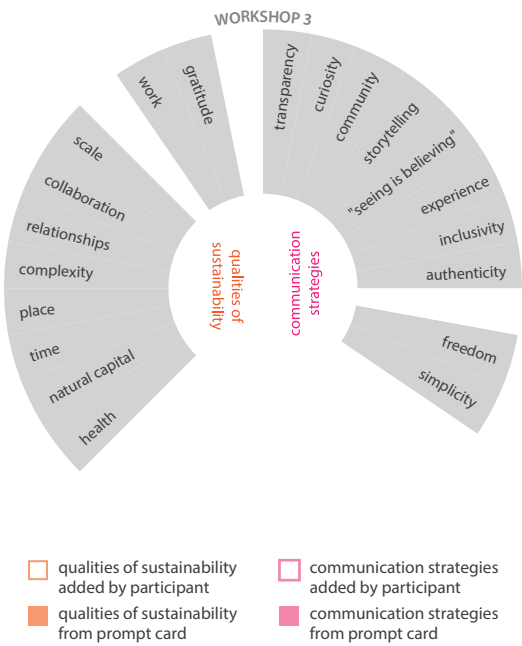 WORKSHOP 3
work
gratitude
scale
collaboration
relationships
complexity
place
time
natural capital
health
qualities of
sustainability
transparency
curiosity
community
storytelling
"seeing is believing"
experience
inclusivity
authenticity
freedom
simplicity
communication
strategies
qualities of sustainability
added by participant
qualities of sustainability
from prompt card
communication strategies
added by participant
communication strategies
from prompt card